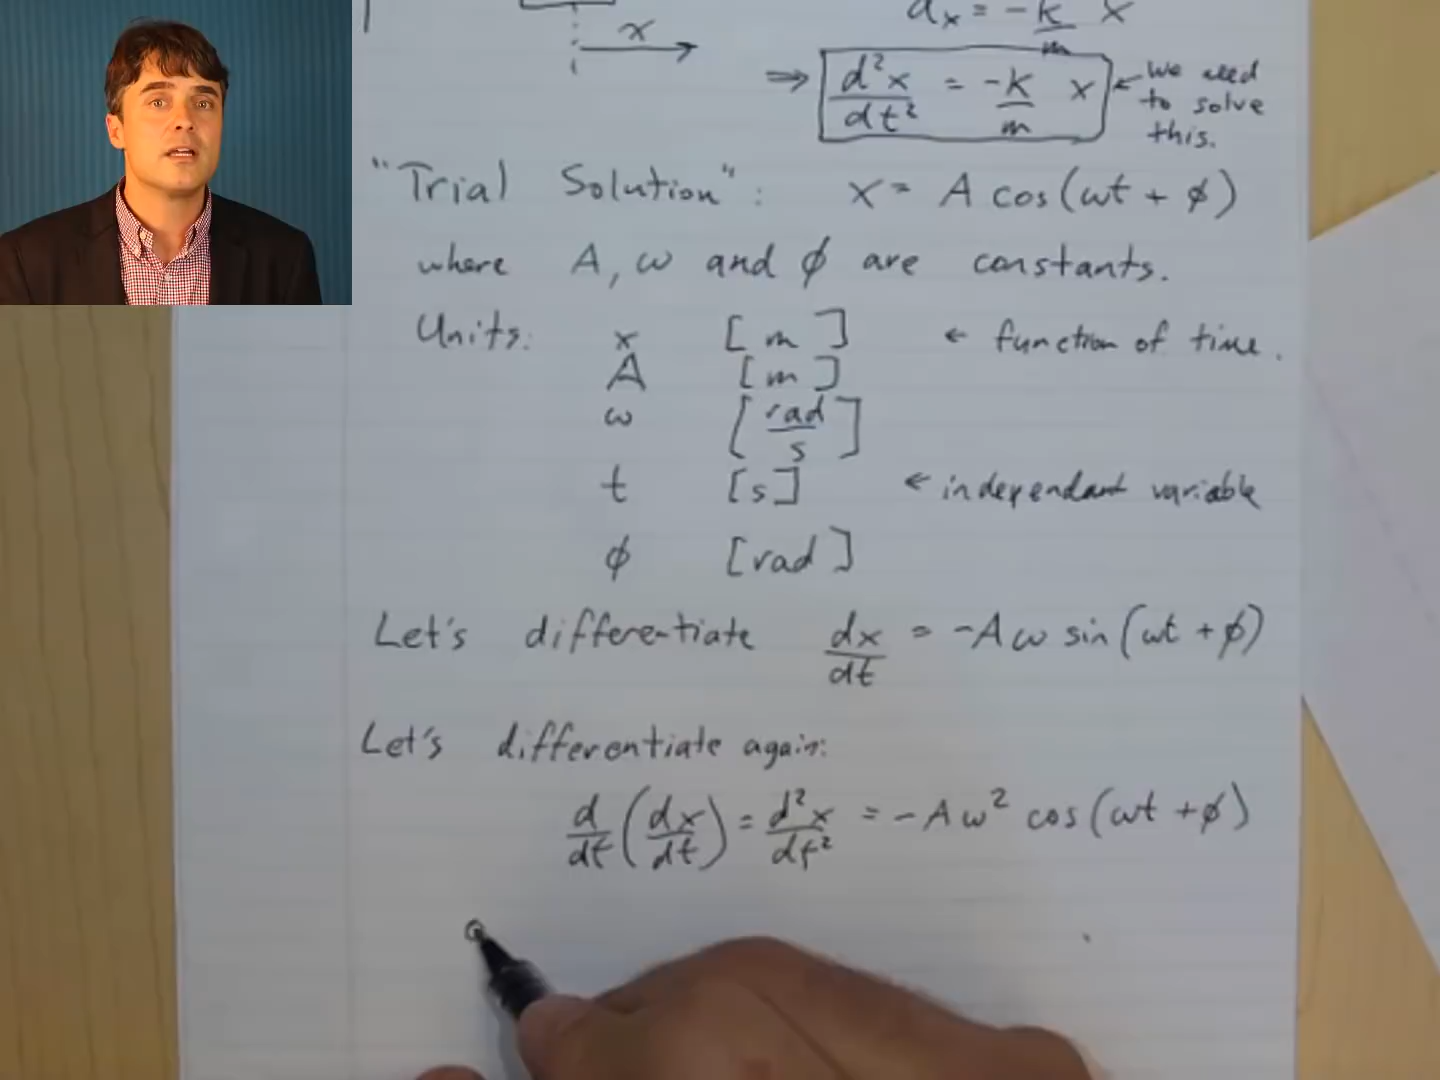 aₓ = -k/m x
x
⇒ d²x/dt² = -k/m x ← we need to solve this.
"Trial Solution": x = A cos(ωt + φ)
where A, ω and φ are constants.
Units: x [m] ← function of time.
A [m]
ω [rad/s]
t [s] ← independant variable
φ [rad]
Let's differentiate dx/dt = -Aω sin(ωt + φ)
Let's differentiate again:
d/dt (dx/dt) = d²x/dt² = -Aω² cos(ωt + φ)